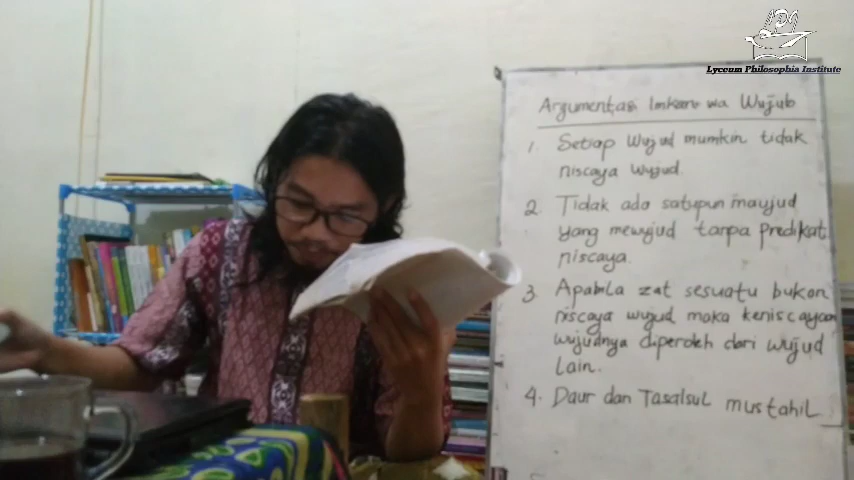 Lyceum Philosophia Institute
Argumentasi Imkan wa Wujub
1. Setiap Wujud mumkin tidak
niscaya wujud.
2. Tidak ada satupun maujud
yang mewujud tanpa Predikat
niscaya.
3. Apabila zat sesuatu bukan
niscaya wujud maka keniscayaan
wujudnya diperoleh dari wujud
Lain.
4. Daur dan Tasalsul mustahil